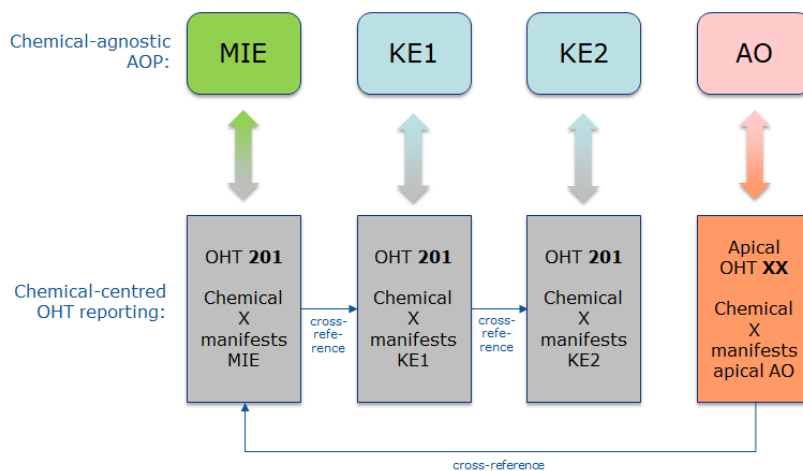 Chemical-agnostic
AOP:
MIE
KE1
KE2
AO
Chemical-centred
OHT reporting:
OHT 201
Chemical
X
manifests
MIE
cross-
refe-
rence
OHT 201
Chemical
X
manifests
KE1
cross-
refe-
rence
OHT 201
Chemical
X
manifests
KE2
Apical
OHT XX
Chemical
X
manifests
apical AO
cross-reference